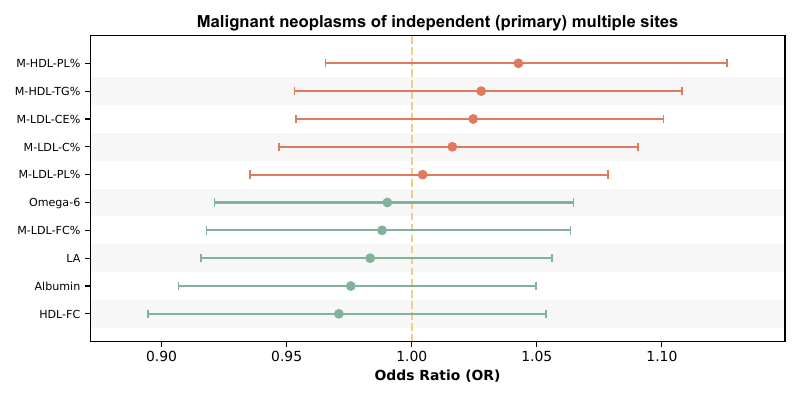 Malignant neoplasms of independent (primary) multiple sites
M-HDL-PL%
M-HDL-TG%
M-LDL-CE%
M-LDL-C%
M-LDL-PL%
Omega-6
M-LDL-FC%
LA
Albumin
HDL-FC
0.90 0.95 1.00 1.05 1.10
Odds Ratio (OR)